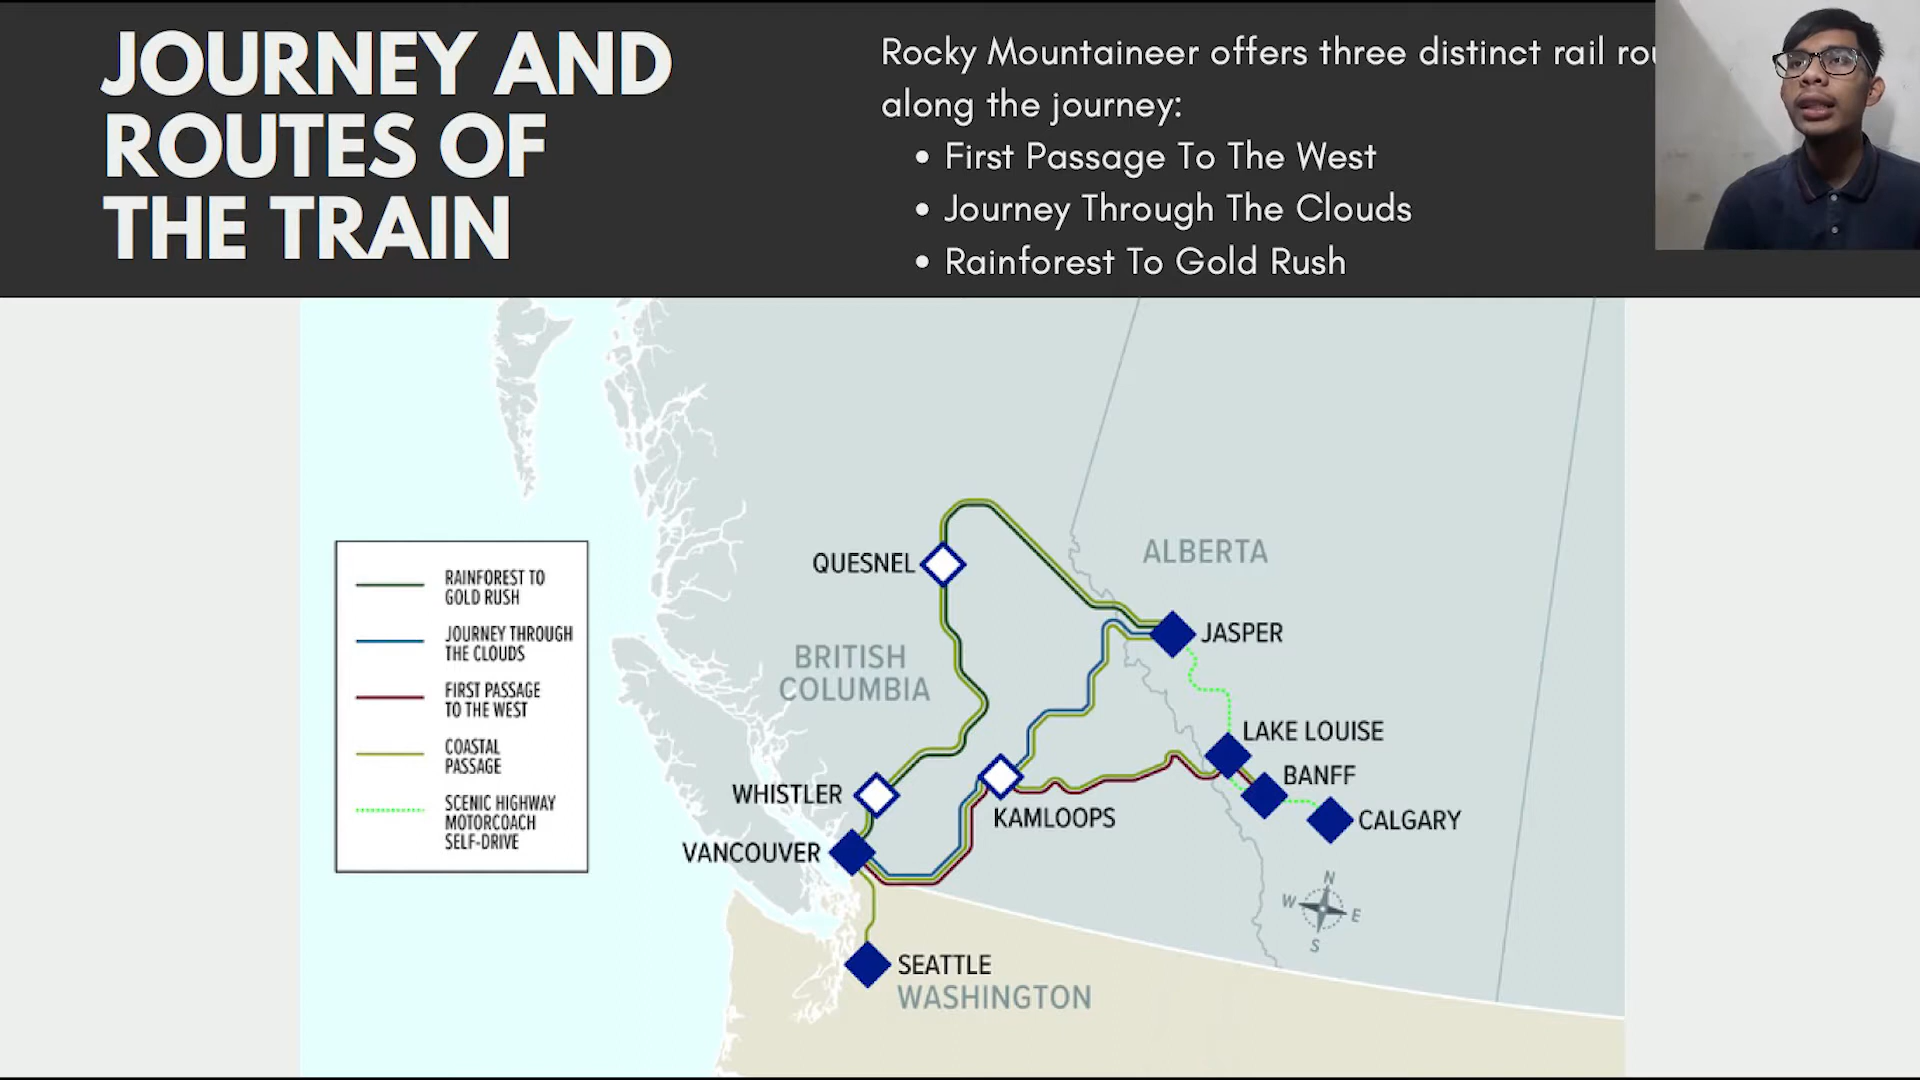 JOURNEY AND
ROUTES OF
THE TRAIN
Rocky Mountaineer offers three distinct rail
along the journey:
• First Passage To The West
• Journey Through The Clouds
• Rainforest To Gold Rush
RAINFOREST TO
GOLD RUSH
JOURNEY THROUGH
THE CLOUDS
FIRST PASSAGE
TO THE WEST
COASTAL
PASSAGE
SCENIC HIGHWAY
MOTORCOACH
SELF-DRIVE
QUESNEL
ALBERTA
JASPER
BRITISH
COLUMBIA
LAKE LOUISE
BANFF
WHISTLER
KAMLOOPS
CALGARY
VANCOUVER
N
W
E
S
SEATTLE
WASHINGTON